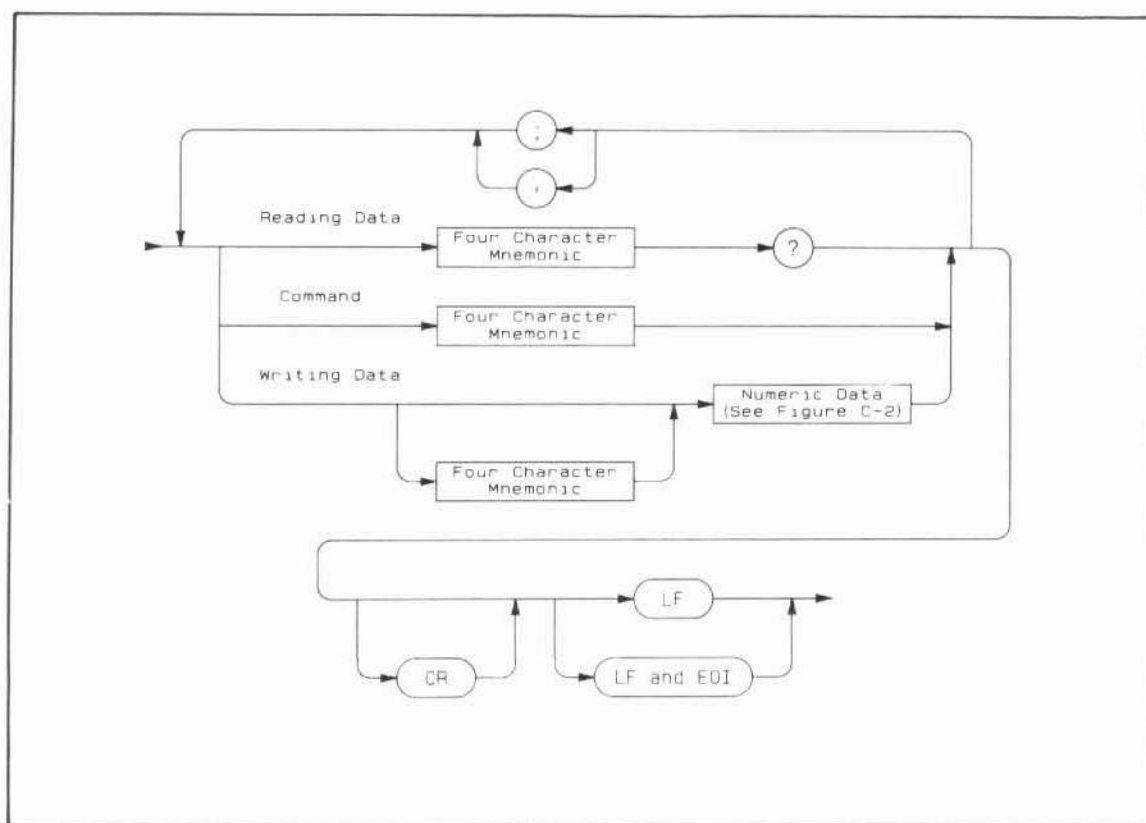 ;
,
Reading Data
Four Character
Mnemonic
?
Command
Four Character
Mnemonic
Writing Data
Numeric Data
(See Figure C-2)
Four Character
Mnemonic
LF
CR
LF and EOI